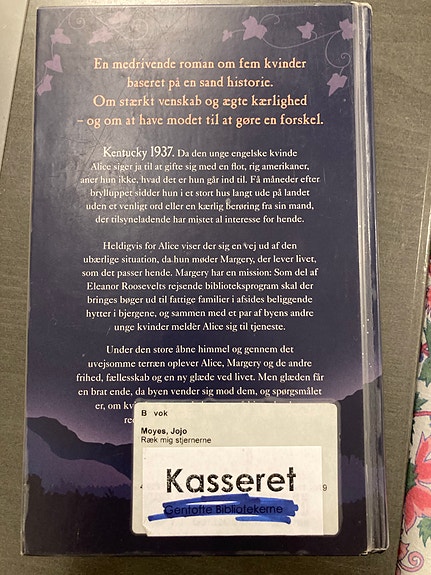 En medrivende roman om fem kvinder
baseret på en sand historie.
Om stærkt venskab og ægte kærlighed
– og om at have modet til at gøre en forskel.
Kentucky 1937. Da den unge engelske kvinde
Alice siger ja til at gifte sig med en flot, rig amerikaner,
aner hun ikke, hvad det er hun går ind til. Få måneder efter
brylluppet sidder hun i et stort hus langt ude på landet
uden et venligt ord eller en kærlig berøring fra sin mand,
der tilsyneladende har mistet al interesse for hende.
Heldigvis for Alice viser der sig en vej ud af den
ubærlige situation, da hun møder Margery, der lever livet,
som det passer hende. Margery har en mission: Som del af
Eleanor Roosevelts rejsende biblioteksprogram skal der
bringes bøger ud til fattige familier i afsides beliggende
hytter i bjergene, og sammen med et par af byens andre
unge kvinder melder Alice sig til tjeneste.
Under den store åbne himmel og gennem det
uvejsomme terræn oplever Alice, Margery og de andre
frihed, fællesskab og en ny glæde ved livet. Men glæden får
en brat ende, da byen vender sig mod dem, og spørgsmålet
er, om
B vok
Moyes, Jojo
Ræk mig stjernerne
9
Kasseret
Gentofte Bibliotekerne